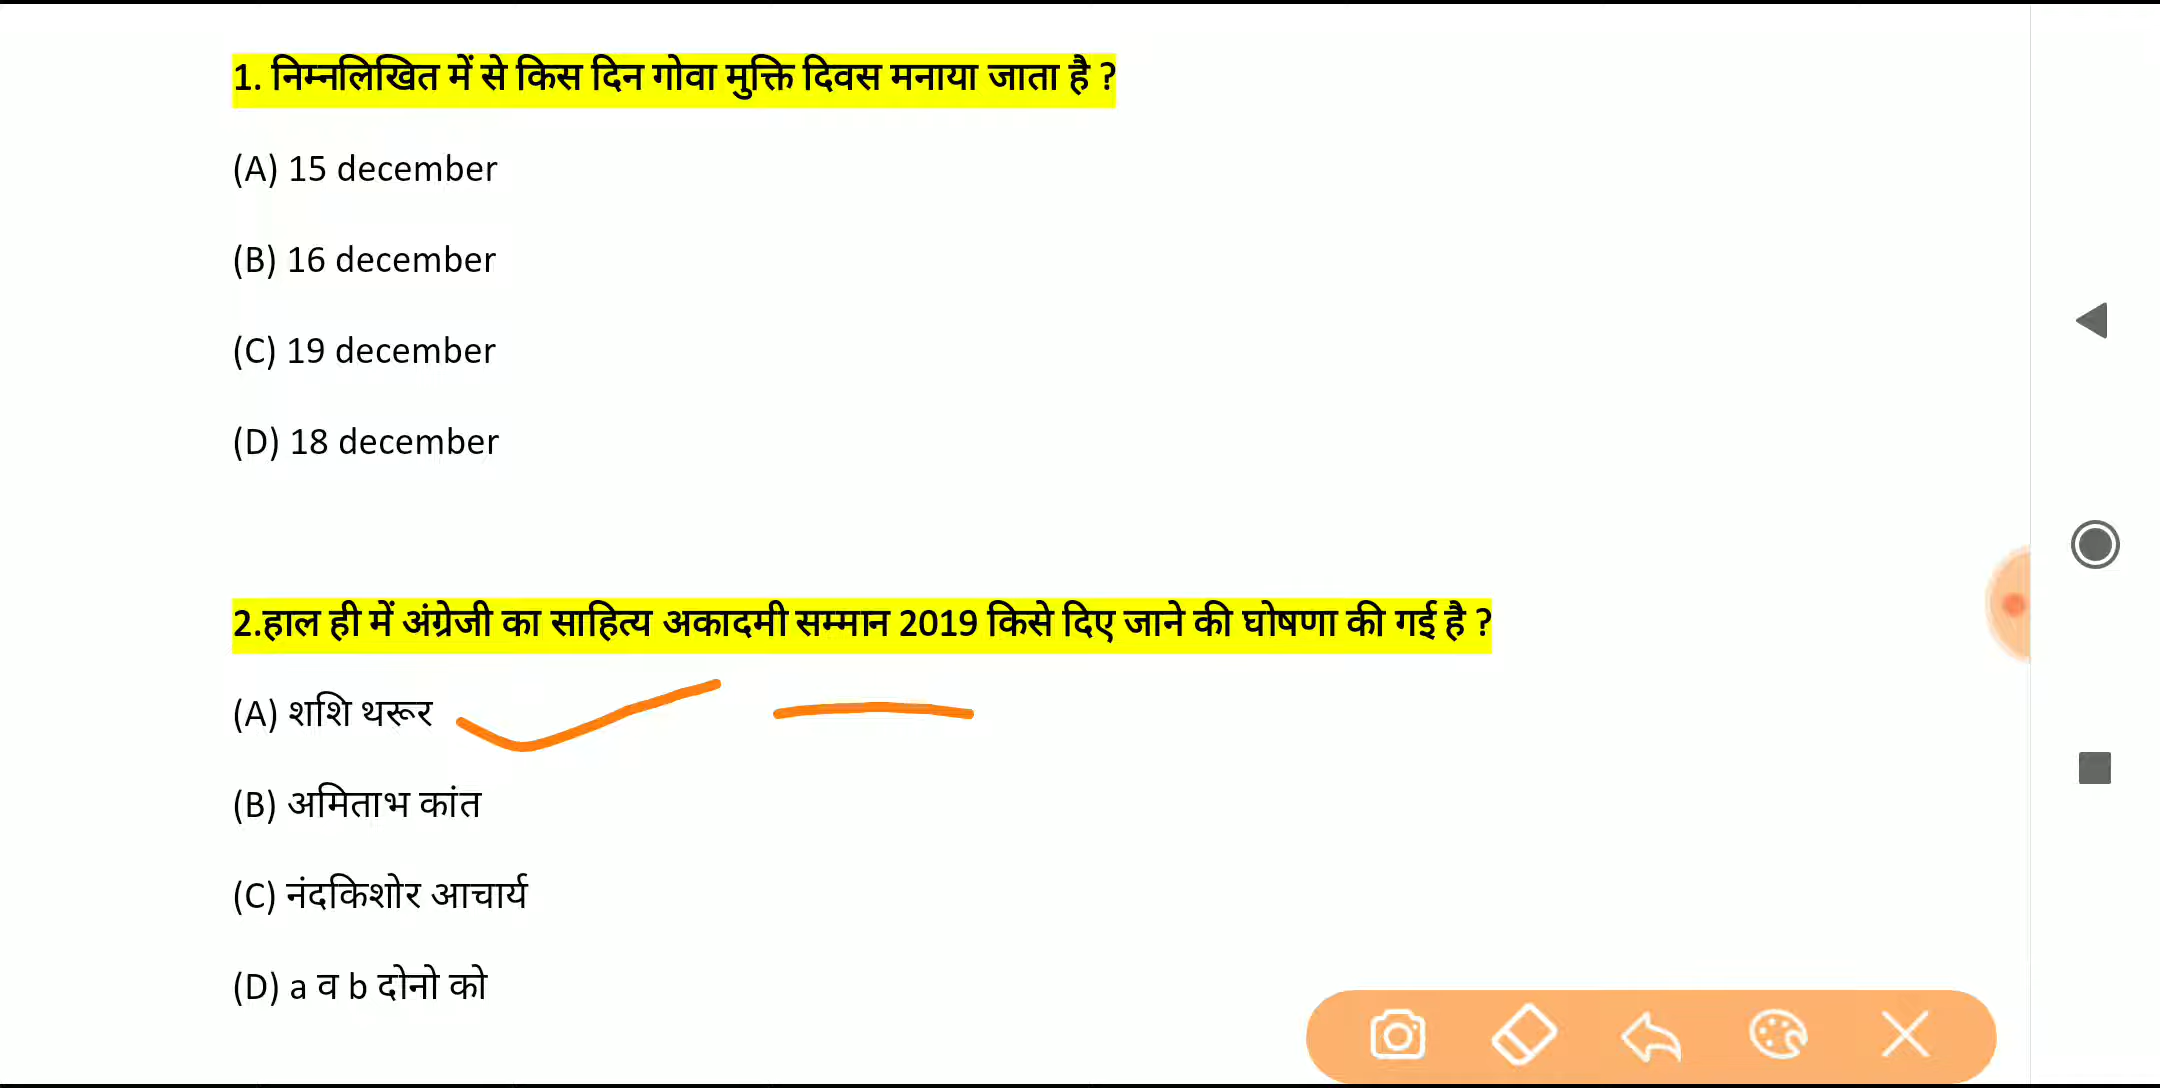 1. निम्नलिखित में से किस दिन गोवा मुक्ति दिवस मनाया जाता है ?
(A) 15 december
(B) 16 december
(C) 19 december
(D) 18 december
2.हाल ही में अंग्रेजी का साहित्य अकादमी सम्मान 2019 किसे दिए जाने की घोषणा की गई है ?
(A) शशि थरूर
(B) अमिताभ कांत
(C) नंदकिशोर आचार्य
(D) a व b दोनो को